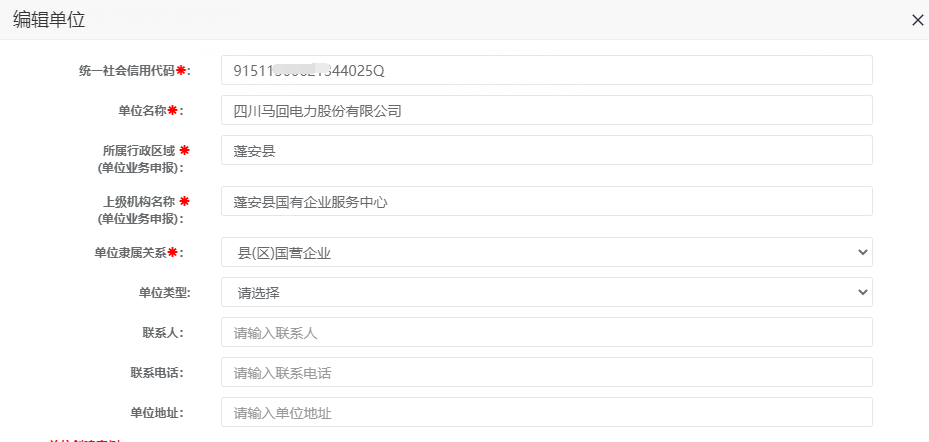 编辑单位
统一社会信用代码✱: 
单位名称✱: 四川马回电力股份有限公司
所属行政区域 ✱ 蓬安县
(单位业务申报):
上级机构名称 ✱ 蓬安县国有企业服务中心
(单位业务申报):
单位隶属关系✱: 县(区)国营企业
单位类型: 请选择
联系人: 请输入联系人
联系电话: 请输入联系电话
单位地址: 请输入单位地址